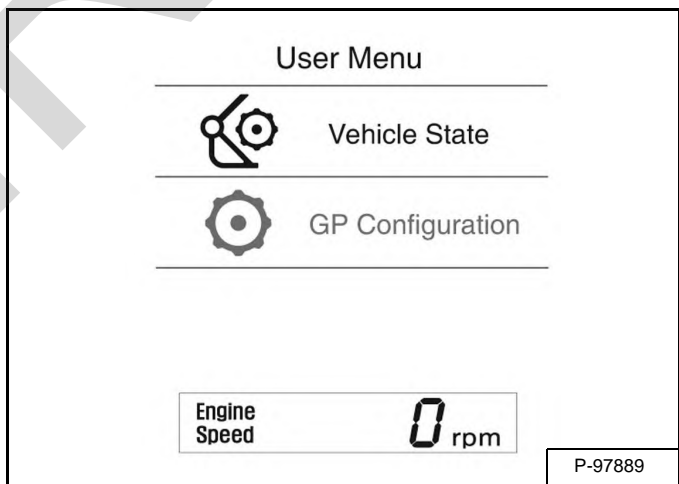 User Menu
Vehicle State
GP Configuration
Engine
Speed
0 rpm
P-97889